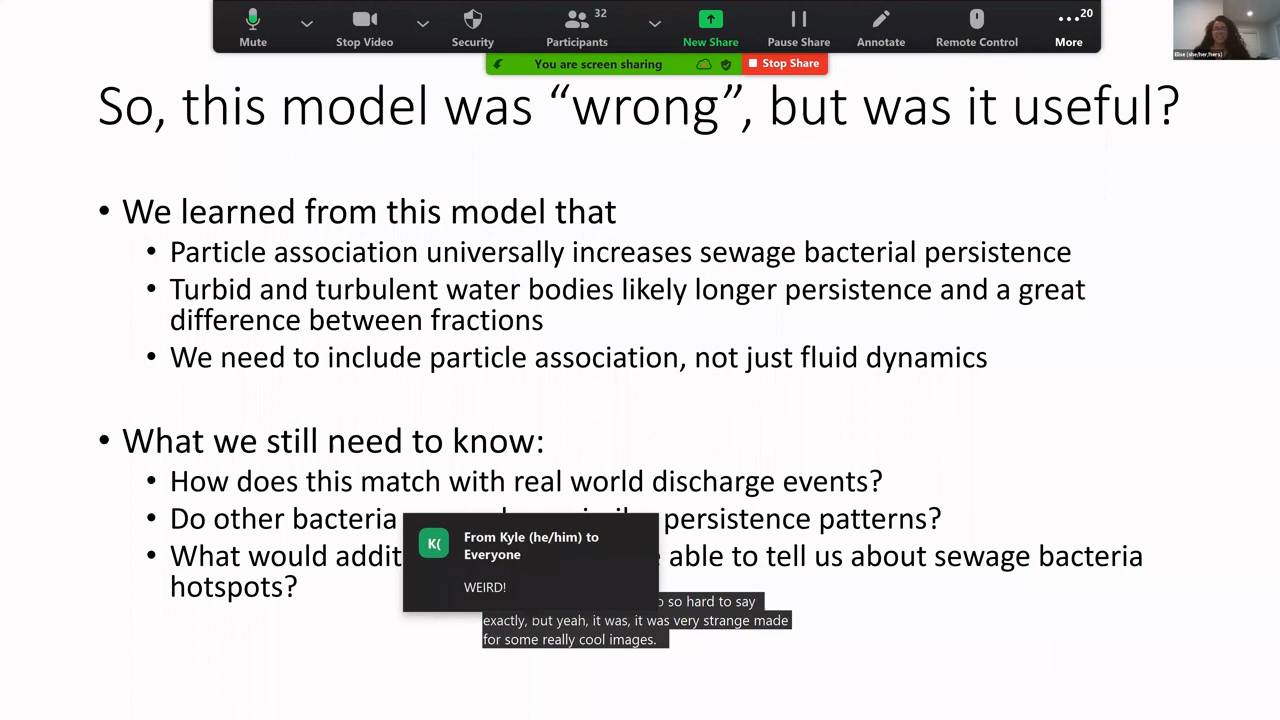 32
20
Mute
Stop Video
Security
Participants
New Share
Pause Share
Annotate
Remote Control
More
You are screen sharing
Stop Share
Elise (she/her/hers)
So, this model was “wrong”, but was it useful?
• We learned from this model that
• Particle association universally increases sewage bacterial persistence
• Turbid and turbulent water bodies likely longer persistence and a great
difference between fractions
• We need to include particle association, not just fluid dynamics
• What we still need to know:
• How does this match with real world discharge events?
• Do other bacteria persistence patterns?
• What would able to tell us about sewage bacteria
hotspots?
K(
From Kyle (he/him) to
Everyone
WEIRD!
so hard to say
exactly, but yeah, it was, it was very strange made
for some really cool images.